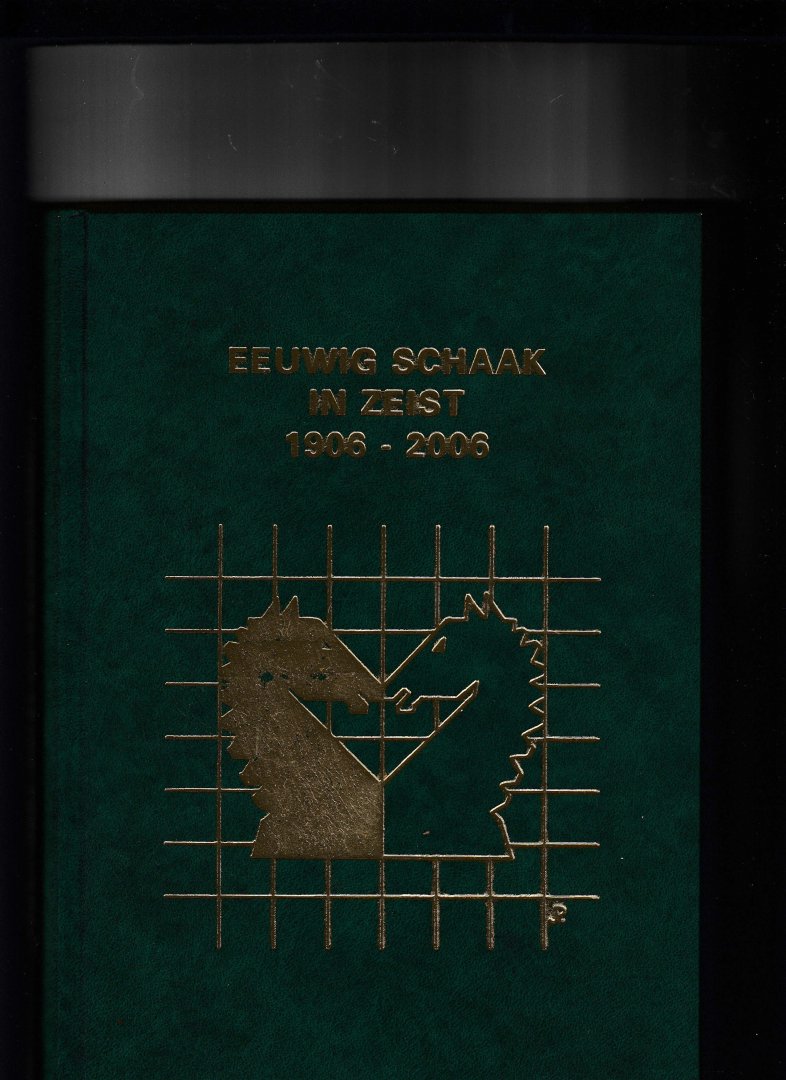 EEUWIG SCHAAK
IN ZEIST
1906 - 2006